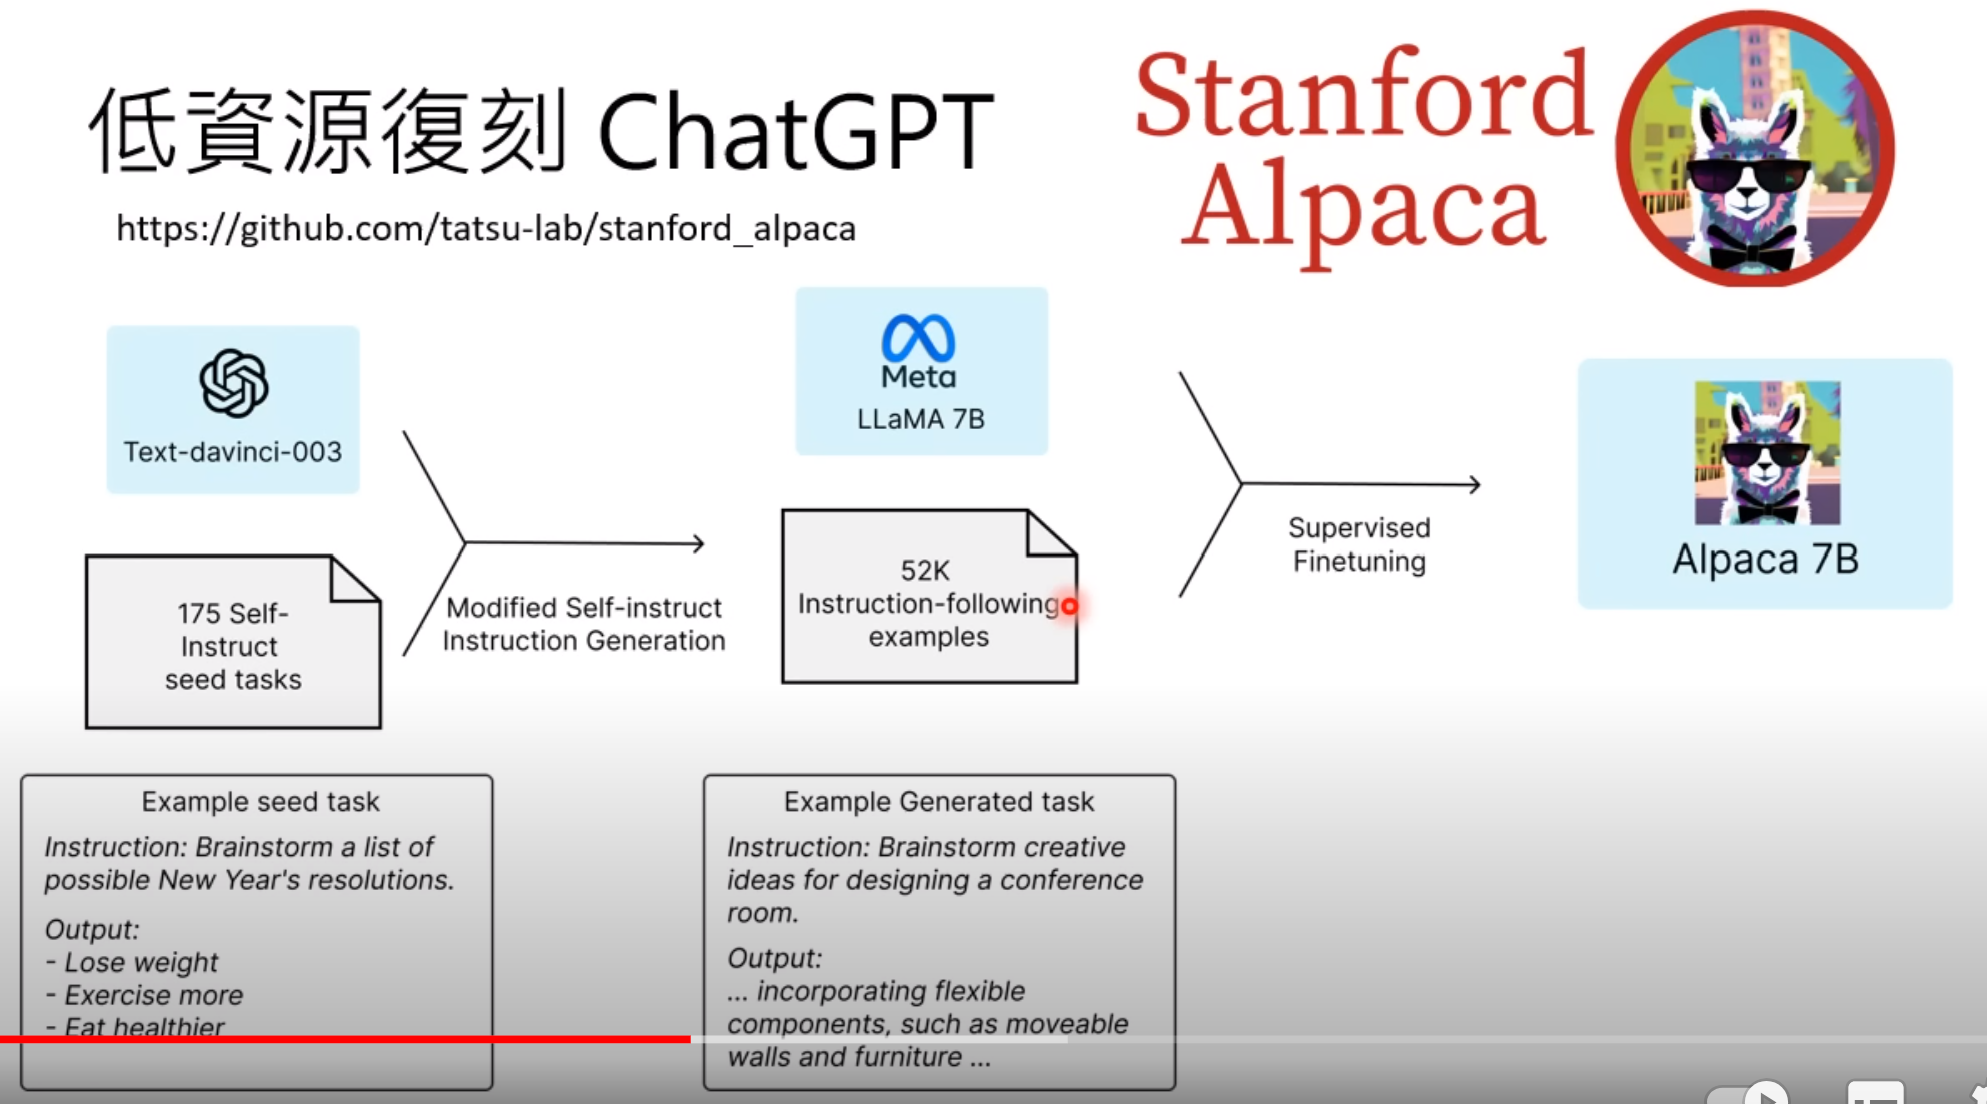 低資源復刻 ChatGPT
https://github.com/tatsu-lab/stanford_alpaca
Stanford
Alpaca
Text-davinci-003
175 Self-
Instruct
seed tasks
Modified Self-instruct
Instruction Generation
Meta
LLaMA 7B
52K
Instruction-following
examples
Supervised
Finetuning
Alpaca 7B
Example seed task
Instruction: Brainstorm a list of
possible New Year's resolutions.
Output:
- Lose weight
- Exercise more
- Eat healthier
Example Generated task
Instruction: Brainstorm creative
ideas for designing a conference
room.
Output:
... incorporating flexible
components, such as moveable
walls and furniture ...